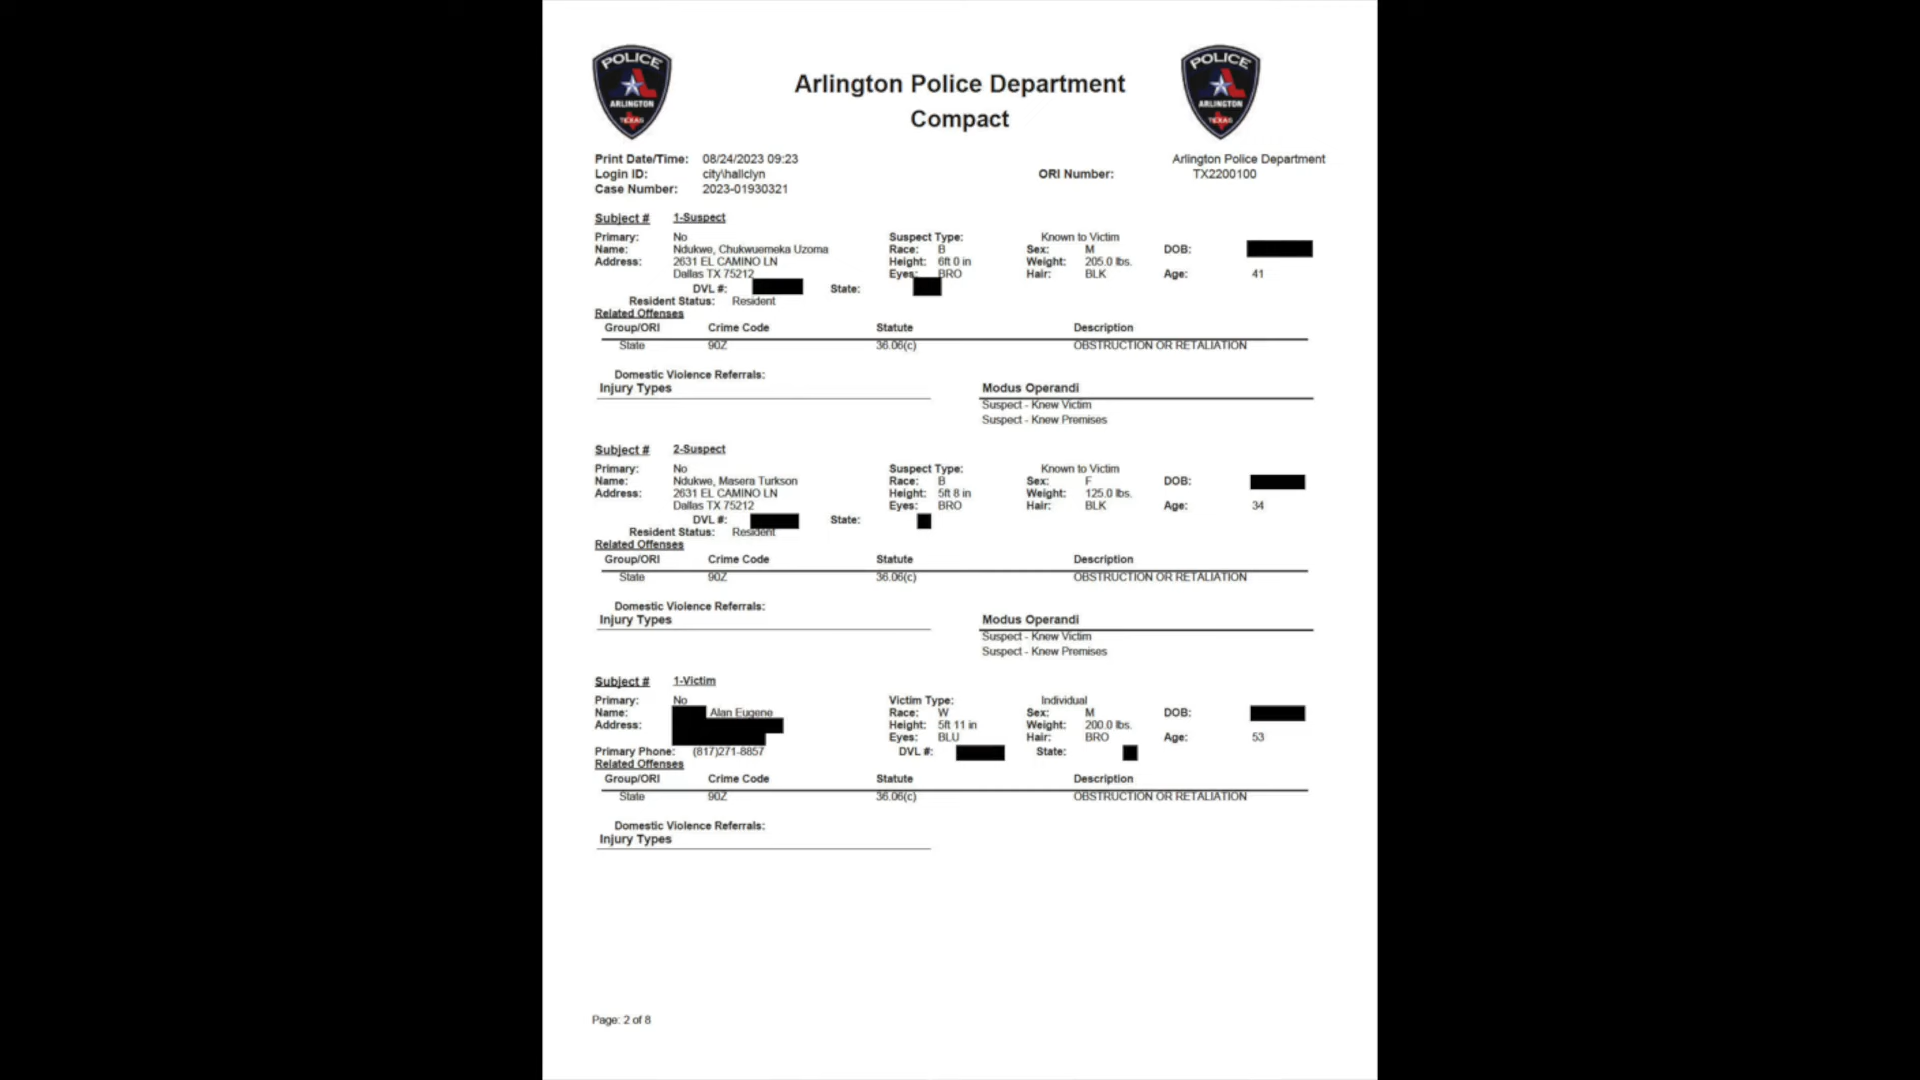 POLICE
ARLINGTON
TEXAS
Arlington Police Department
Compact
POLICE
ARLINGTON
TEXAS
Print Date/Time: 08/24/2023 09:23 Arlington Police Department
Login ID: city\hallclyn ORI Number: TX2200100
Case Number: 2023-01930321
Subject # 1-Suspect
Primary: No Suspect Type: Known to Victim
Name: Ndukwe, Chukwuemeka Uzoma Race: B Sex: M DOB:
Address: 2631 EL CAMINO LN Height: 6ft 0 in Weight: 205.0 lbs.
Dallas TX 75212 Eyes: BRO Hair: BLK Age: 41
DVL #: State:
Resident Status: Resident
Related Offenses
Group/ORI Crime Code Statute Description
State 90Z 36.06(c) OBSTRUCTION OR RETALIATION
Domestic Violence Referrals:
Injury Types Modus Operandi
Suspect - Knew Victim
Suspect - Knew Premises
Subject # 2-Suspect
Primary: No Suspect Type: Known to Victim
Name: Ndukwe, Masera Turkson Race: B Sex: F DOB:
Address: 2631 EL CAMINO LN Height: 5ft 8 in Weight: 125.0 lbs.
Dallas TX 75212 Eyes: BRO Hair: BLK Age: 34
DVL #: State:
Resident Status: Resident
Related Offenses
Group/ORI Crime Code Statute Description
State 90Z 36.06(c) OBSTRUCTION OR RETALIATION
Domestic Violence Referrals:
Injury Types Modus Operandi
Suspect - Knew Victim
Suspect - Knew Premises
Subject # 1-Victim
Primary: No Victim Type: Individual
Name: Alan Eugene Race: W Sex: M DOB:
Address: Height: 5ft 11 in Weight: 200.0 lbs.
Eyes: BLU Hair: BRO Age: 53
Primary Phone: (817)271-8857 DVL #: State:
Related Offenses
Group/ORI Crime Code Statute Description
State 90Z 36.06(c) OBSTRUCTION OR RETALIATION
Domestic Violence Referrals:
Injury Types
Page: 2 of 8